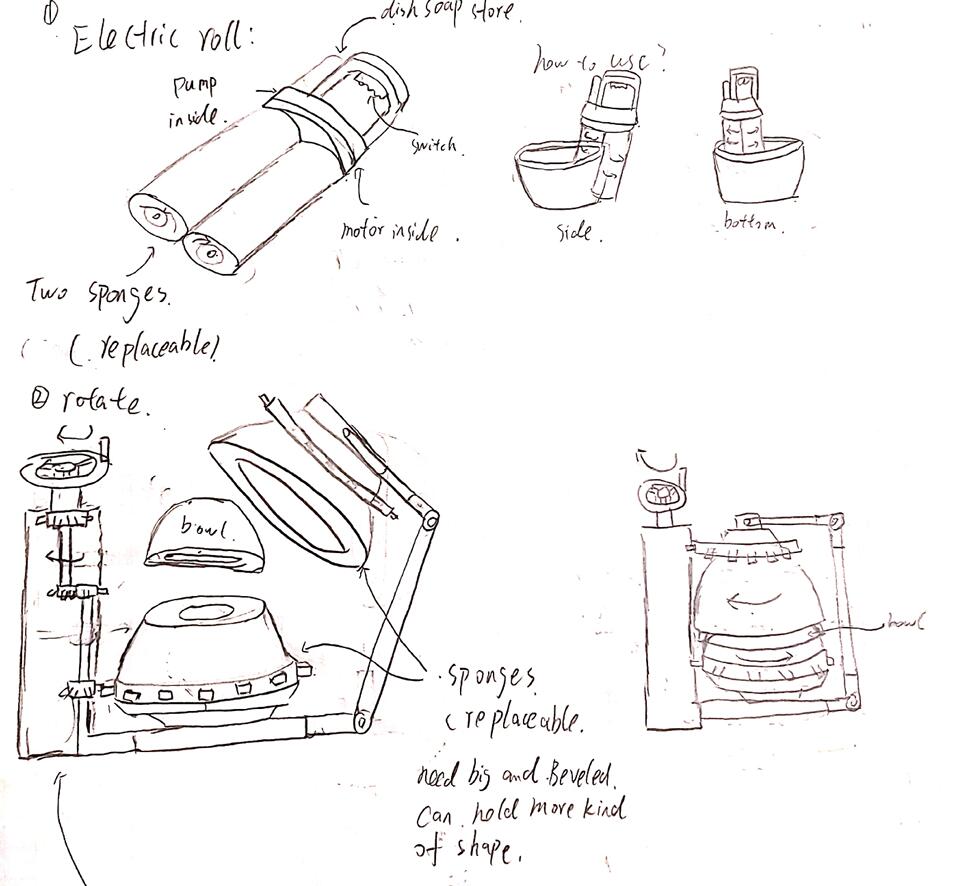 ① Electric roll:
dish soap store.
pump
inside.
switch.
motor inside.
Two sponges.
(replaceable)
how to use?
side.
bottom.
② rotate.
bowl.
sponges
(replaceable.
need big and Beveled.
can hold more kind
of shape.
bowl